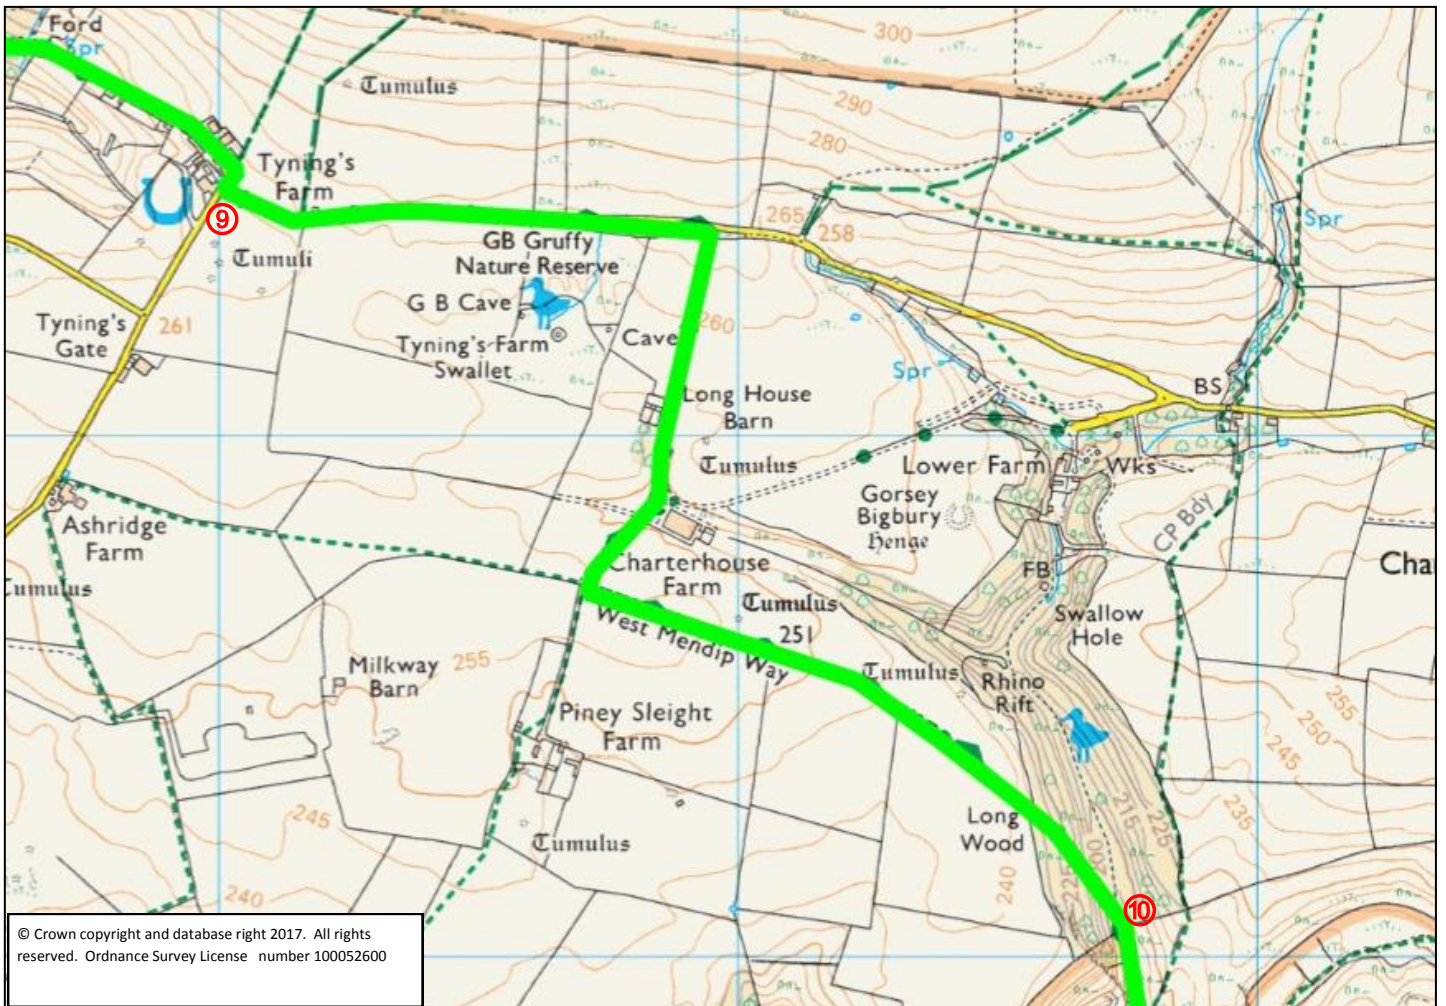 Ford
Spr
300
Tumulus
290
280
Tyning's
Farm
9
265
258
Spr
Tumuli
GB Gruffy
Nature Reserve
G B Cave
Tyning's
Gate
261
260
Tyning's Farm
Swallet
Cave
Spr
BS
Long House
Barn
Tumulus
Lower Farm
Wks
Gorsey
Bigbury
Henge
CP Bdy
Ashridge
Farm
Charterhouse
Farm
FB
Cha
Tumulus
Tumulus
251
Swallow
Hole
West Mendip Way
Milkway
Barn
255
Tumulus
Rhino
Rift
255
250
245
Piney Sleight
Farm
245
Tumulus
Long
Wood
215
225
235
200
240
225
240
10
© Crown copyright and database right 2017. All rights
reserved. Ordnance Survey License number 100052600